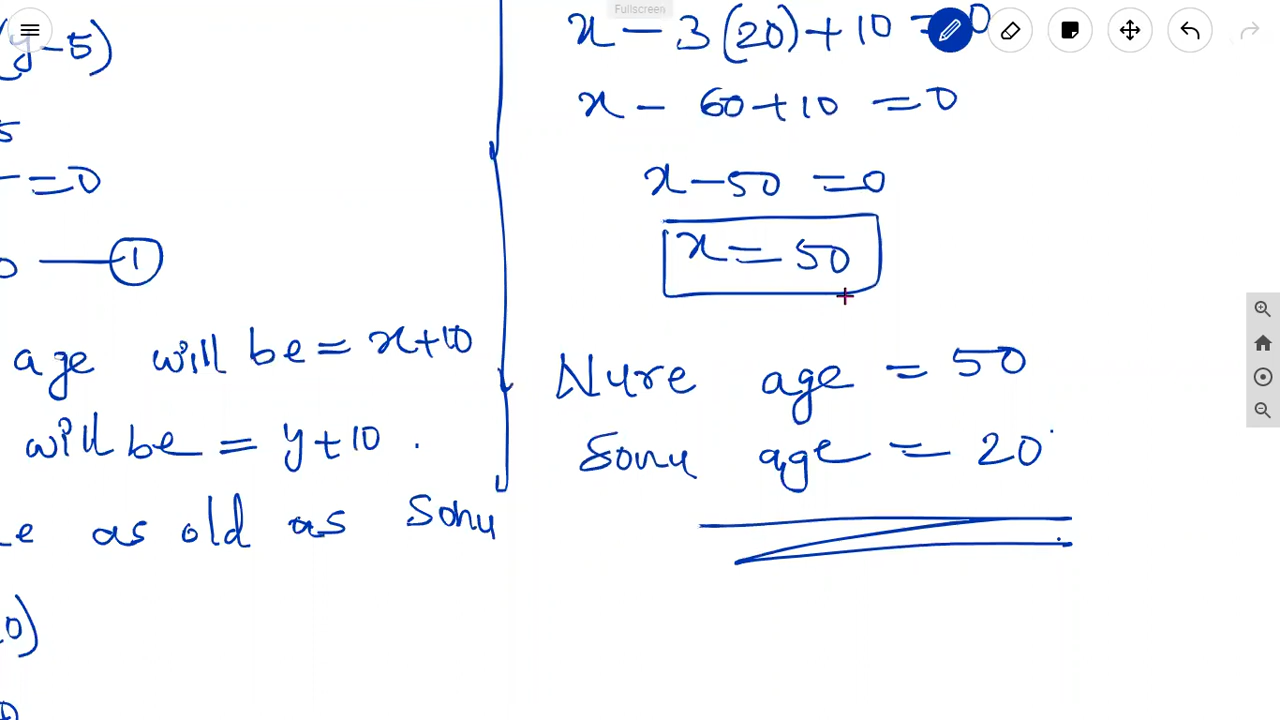 Fullscreen
(y-5)
5
=0
0 — ①
age will be = x+10
will be = y+10 .
e as old as Sonu
0)
x - 3(20)+10 = 0
x - 60+10 =0
x-50 =0
x= 50
Nure age = 50
Sonu age = 20